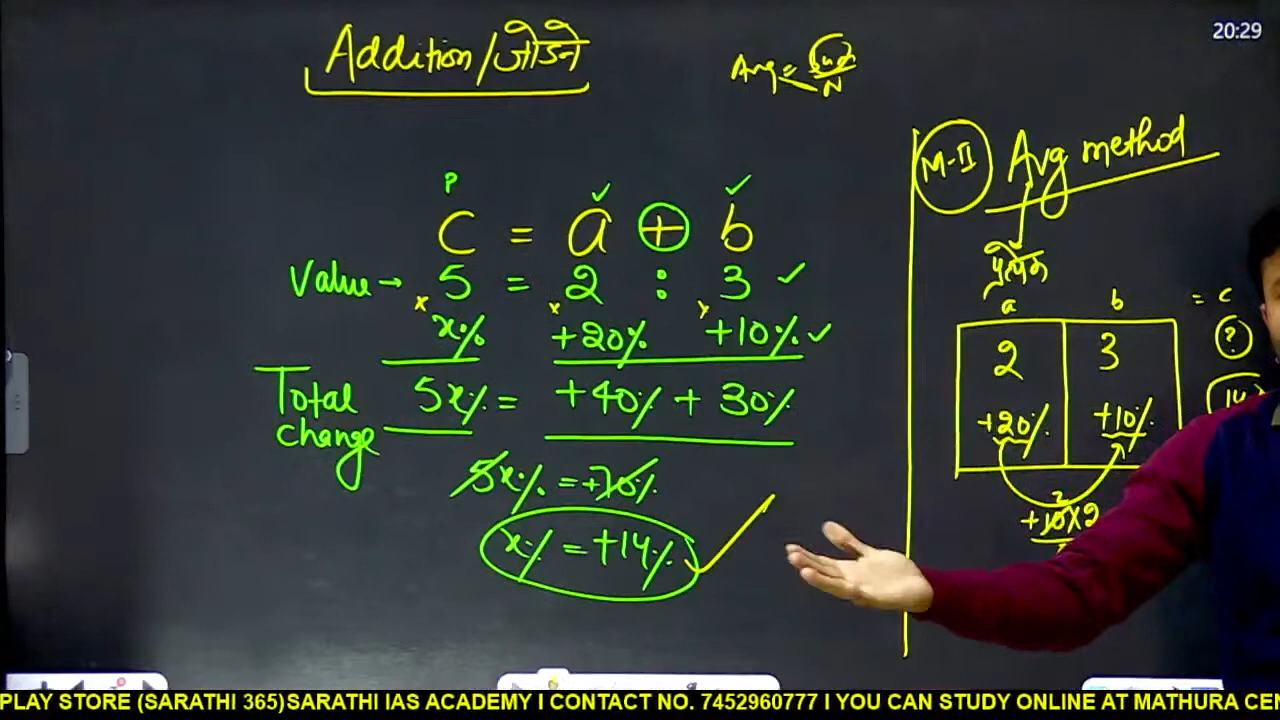 20:29
Addition/जोडने
Avg = Sum/N
P
C = a + b
Value → 5 = 2 : 3 ✓
x% +20% +10% ✓
Total change 5x% = +40% + 30%
5x% = +70%
x% = +14%
M-II Avg method
a b = c
2 3 ?
+20% +10% 14
+10×2
PLAY STORE (SARATHI 365)SARATHI IAS ACADEMY I CONTACT NO. 7452960777 I YOU CAN STUDY ONLINE AT MATHURA CEN